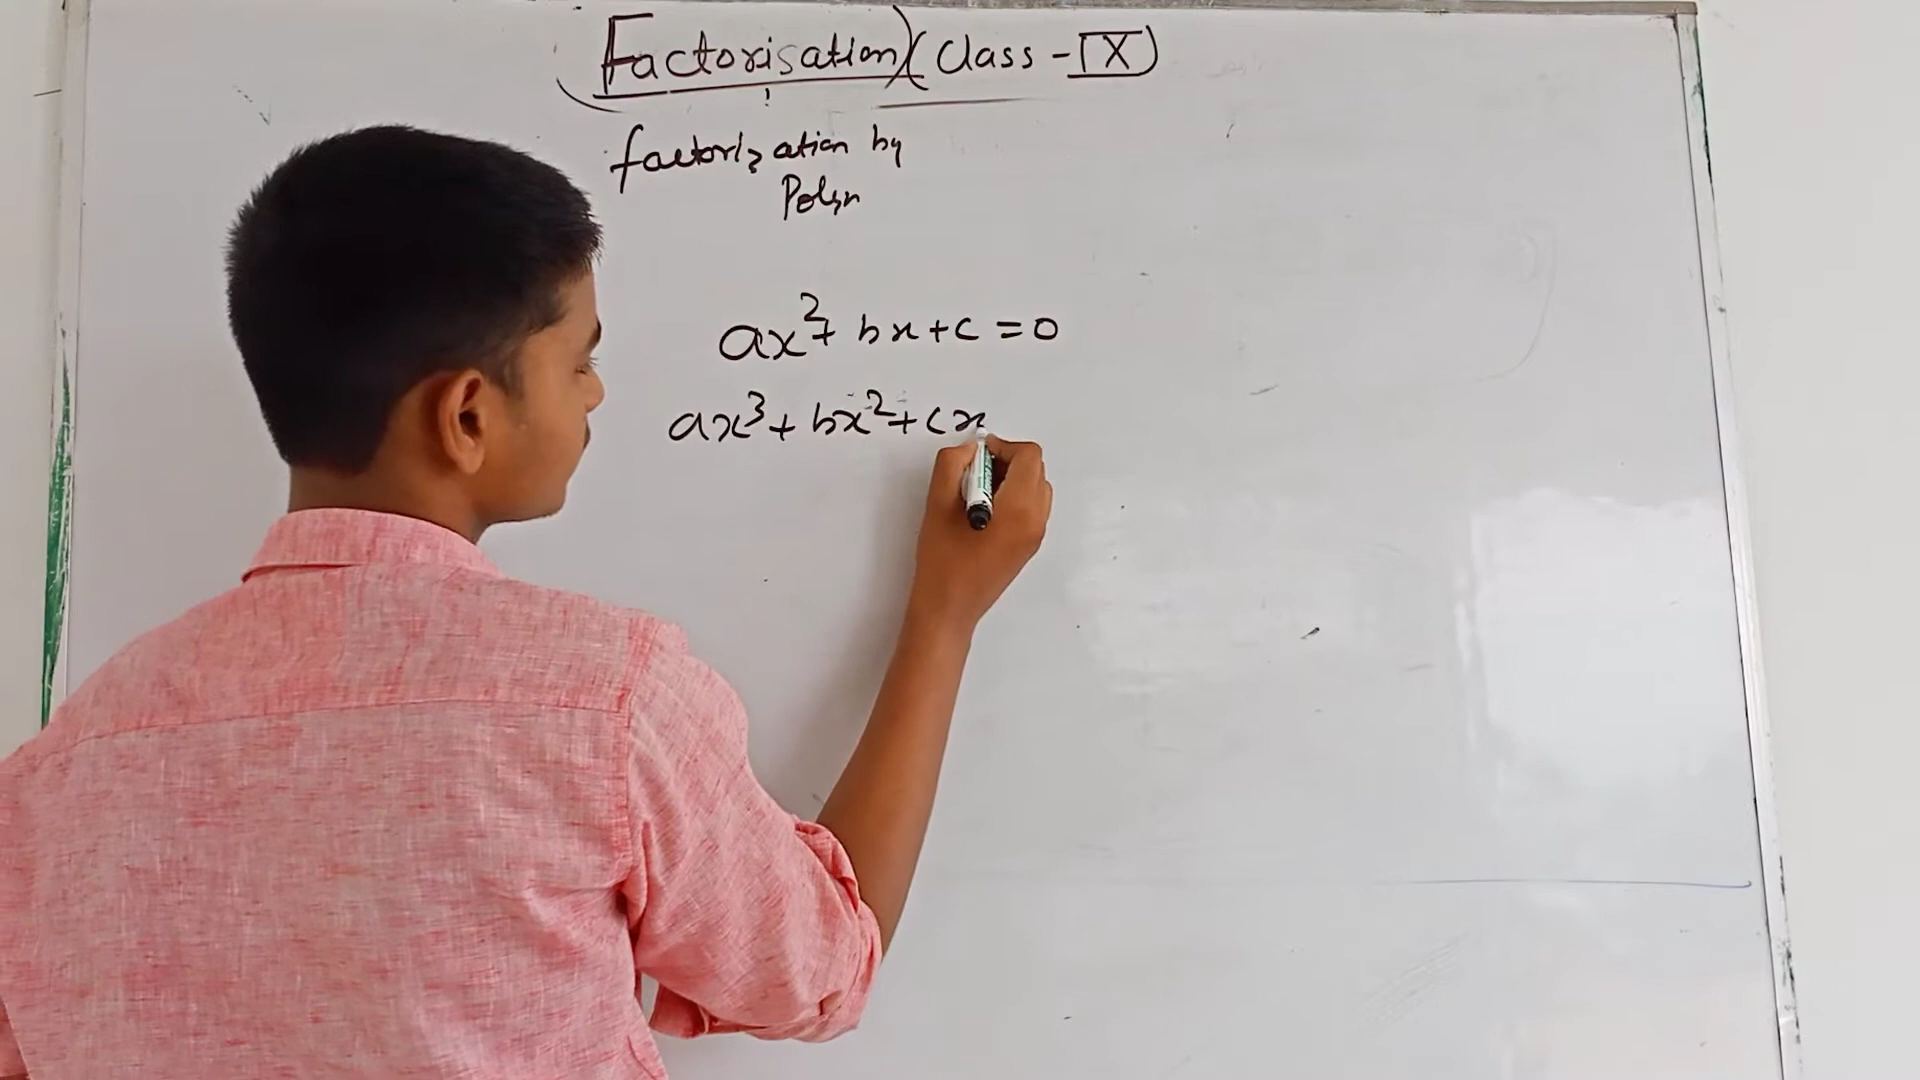 Factorisation (Class - IX)
factorization by
Polyn
ax² + bx + c = 0
ax³ + bx² + cx